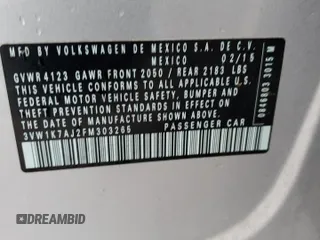 MFD. BY VOLKSWAGEN DE MEXICO S.A. DE C.V.
MEXICO 02/15
GVWR 4123 GAWR FRONT 2050 / REAR 2183 LBS
THIS VEHICLE CONFORMS TO ALL APPLICABLE
FEDERAL MOTOR VEHICLE SAFETY, BUMPER AND
THEFT PREVENTION STANDARDS IN EFFECT ON
THE DATE OF MANUFACTURE SHOWN ABOVE.
3VW1K7AJ2FM303265 PASSENGER CAR
3015 M
DREAMBID